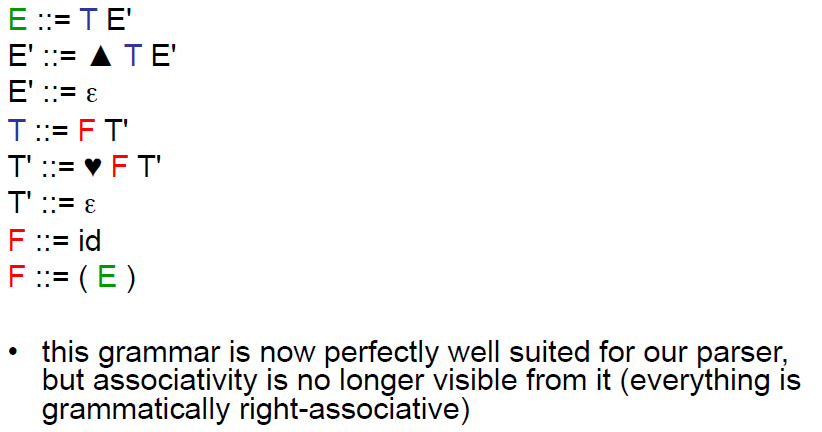 E ::= T E'
E' ::= ▲ T E'
E' ::= ε
T ::= F T'
T' ::= ♥ F T'
T' ::= ε
F ::= id
F ::= ( E )
• this grammar is now perfectly well suited for our parser,
but associativity is no longer visible from it (everything is
grammatically right-associative)